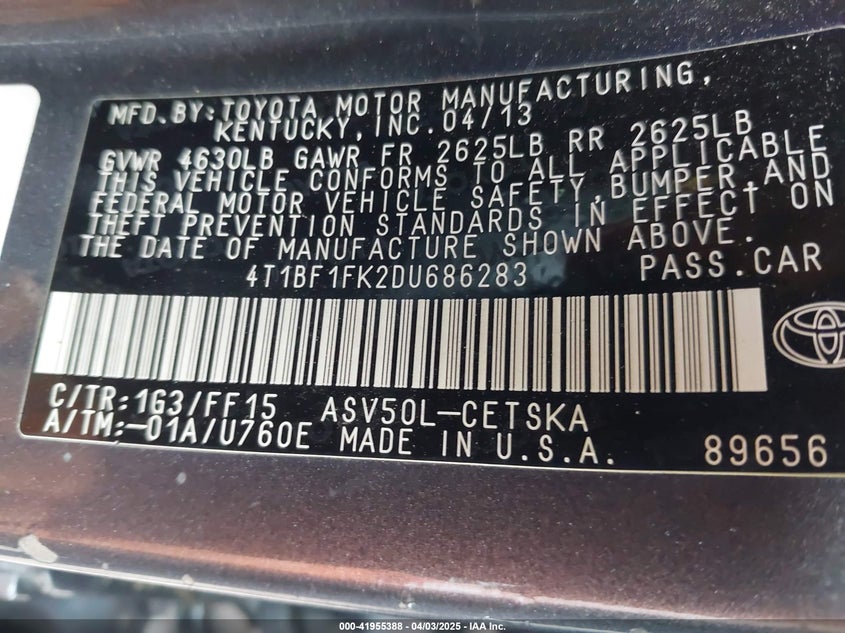 MFD.BY:TOYOTA MOTOR MANUFACTURING,
KENTUCKY,INC.04/13
GVWR 4630LB GAWR FR 2625LB RR 2625LB
THIS VEHICLE CONFORMS TO ALL APPLICABLE
FEDERAL MOTOR VEHICLE SAFETY,BUMPER,AND
THEFT PREVENTION STANDARDS IN EFFECT ON
THE DATE OF MANUFACTURE SHOWN ABOVE.
4T1BF1FK2DU686283 PASS.CAR
C/TR:1G3/FF15 ASV50L-CETSKA
A/TM:-01A/U760E MADE IN U.S.A. 89656
000-41955388 - 04/03/2025 - IAA Inc.